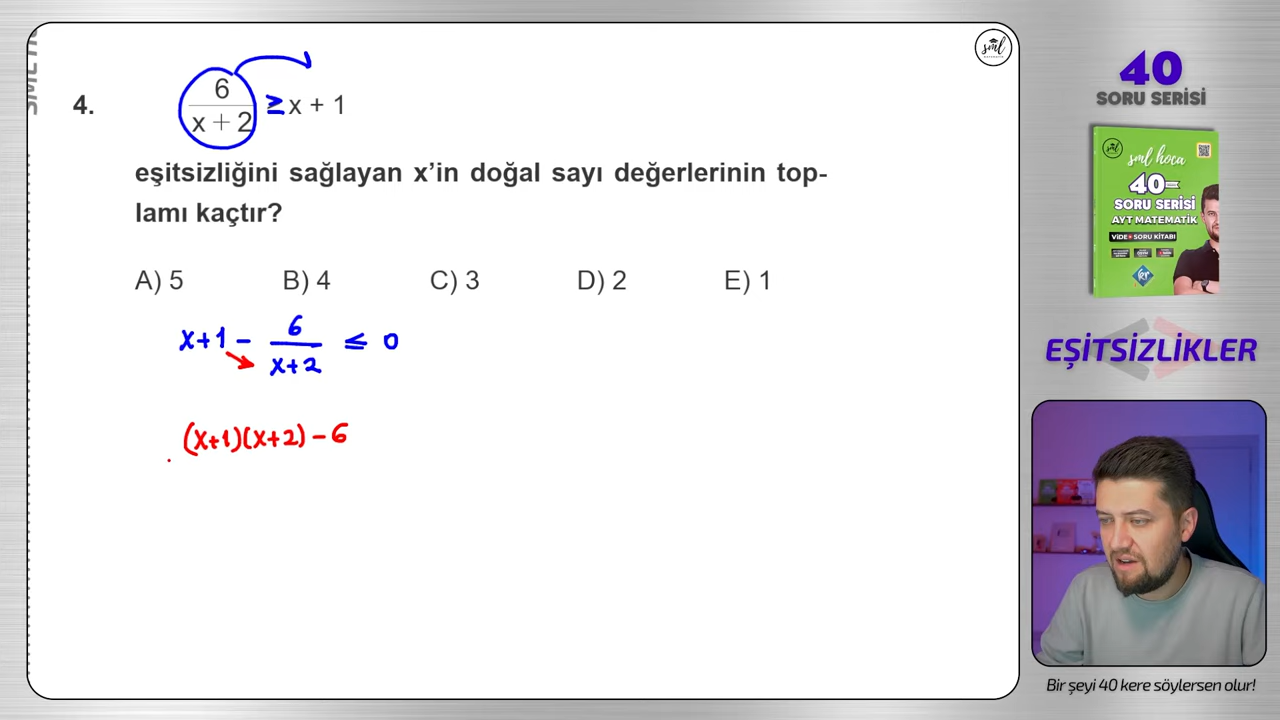 sml
4.
6
x + 2
≥ x + 1
eşitsizliğini sağlayan x'in doğal sayı değerlerinin top-
lamı kaçtır?
A) 5 B) 4 C) 3 D) 2 E) 1
x+1 - 6/x+2 ≤ 0
(x+1)(x+2) - 6
40
SORU SERİSİ
sml hoca
40
SORU SERİSİ
AYT MATEMATİK
VİDEO SORU KİTABI
EŞİTSİZLİKLER
Bir şeyi 40 kere söylersen olur!